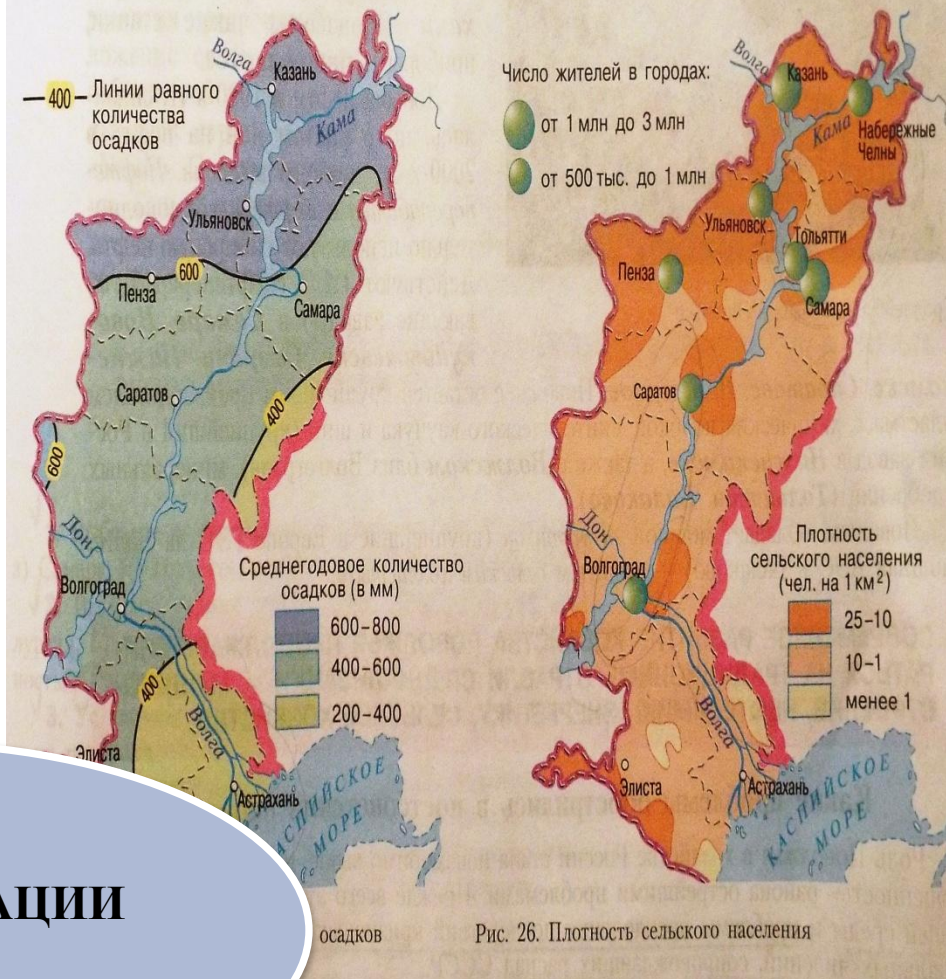 400
Линии равного
количества
осадков
Волга
Казань
Кама
Ульяновск
600
Пенза
Самара
Саратов
400
600
Дон
Волгоград
Среднегодовое количество
осадков (в мм)
600–800
400–600
200–400
400
Волга
Элиста
Астрахань
КАСПИЙСКОЕ
МОРЕ
осадков
АЦИИ
Число жителей в городах:
от 1 млн до 3 млн
от 500 тыс. до 1 млн
Волга
Казань
Кама
Набережные
Челны
Ульяновск
Тольятти
Пенза
Самара
Саратов
Дон
Волгоград
Плотность
сельского населения
(чел. на 1 км²)
25–10
10–1
менее 1
Волга
Элиста
Астрахань
КАСПИЙСКОЕ
МОРЕ
Рис. 26. Плотность сельского населения